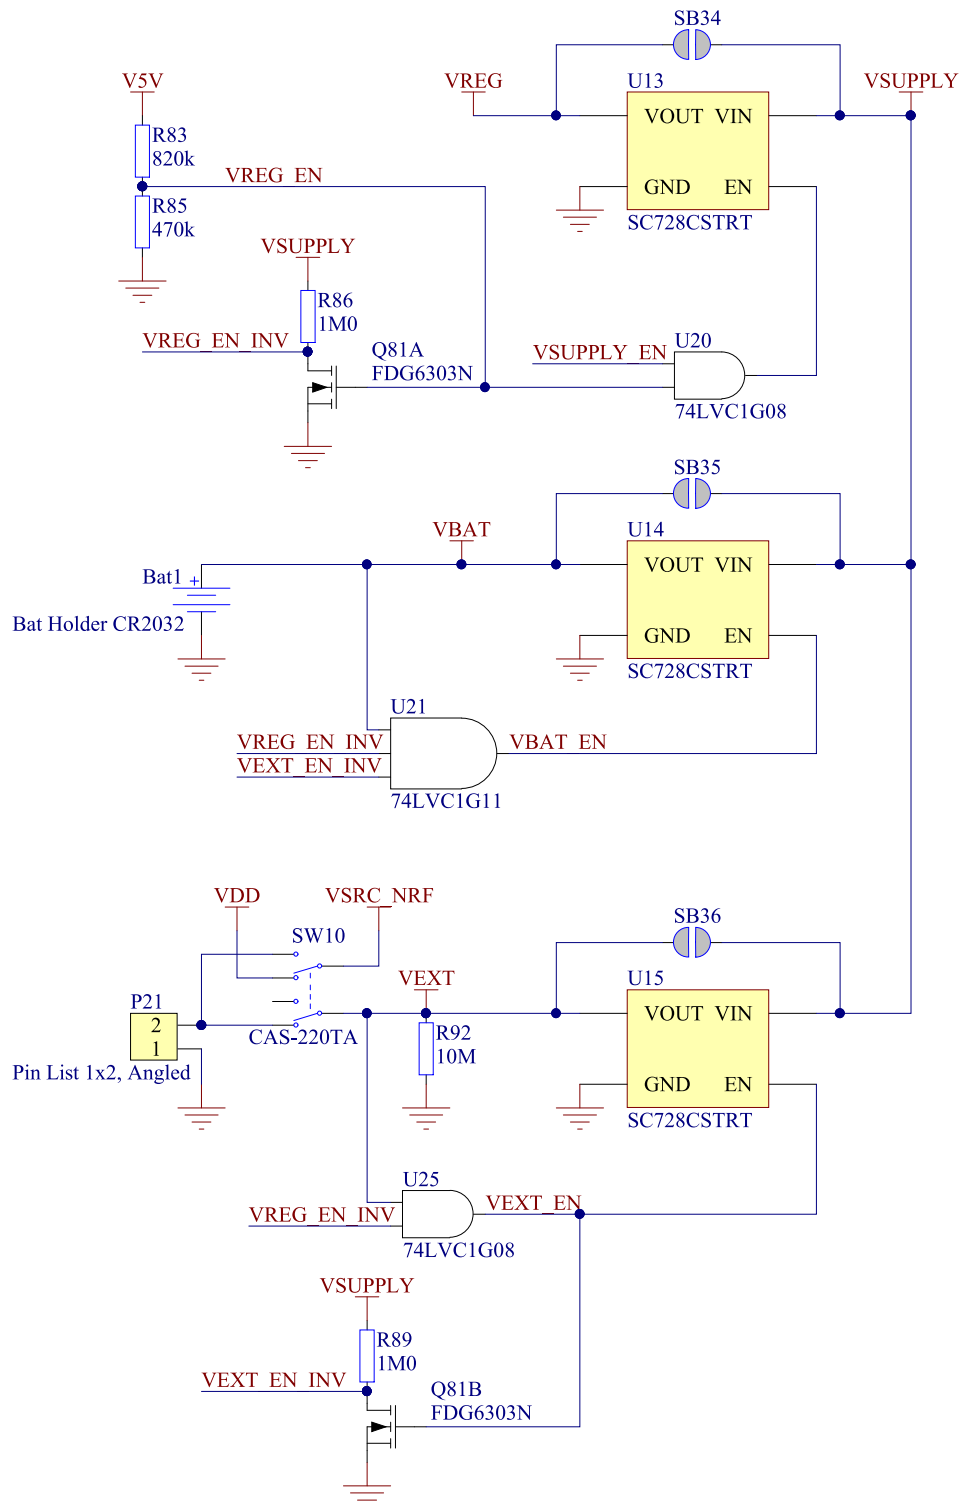 SB34
V5V
VREG
U13
VSUPPLY
VOUT VIN
R83
820k
VREG_EN
GND EN
R85
470k
SC728CSTRT
VSUPPLY
R86
1M0
VREG_EN_INV
Q81A
FDG6303N
VSUPPLY_EN
U20
74LVC1G08
SB35
VBAT
U14
VOUT VIN
Bat1
+
Bat Holder CR2032
GND EN
SC728CSTRT
U21
VREG_EN_INV
VBAT_EN
VEXT_EN_INV
74LVC1G11
VDD
VSRC_NRF
SB36
SW10
VEXT
U15
P21
2
1
VOUT VIN
CAS-220TA
R92
10M
Pin List 1x2, Angled
GND EN
SC728CSTRT
U25
VEXT_EN
VREG_EN_INV
74LVC1G08
VSUPPLY
R89
1M0
VEXT_EN_INV
Q81B
FDG6303N